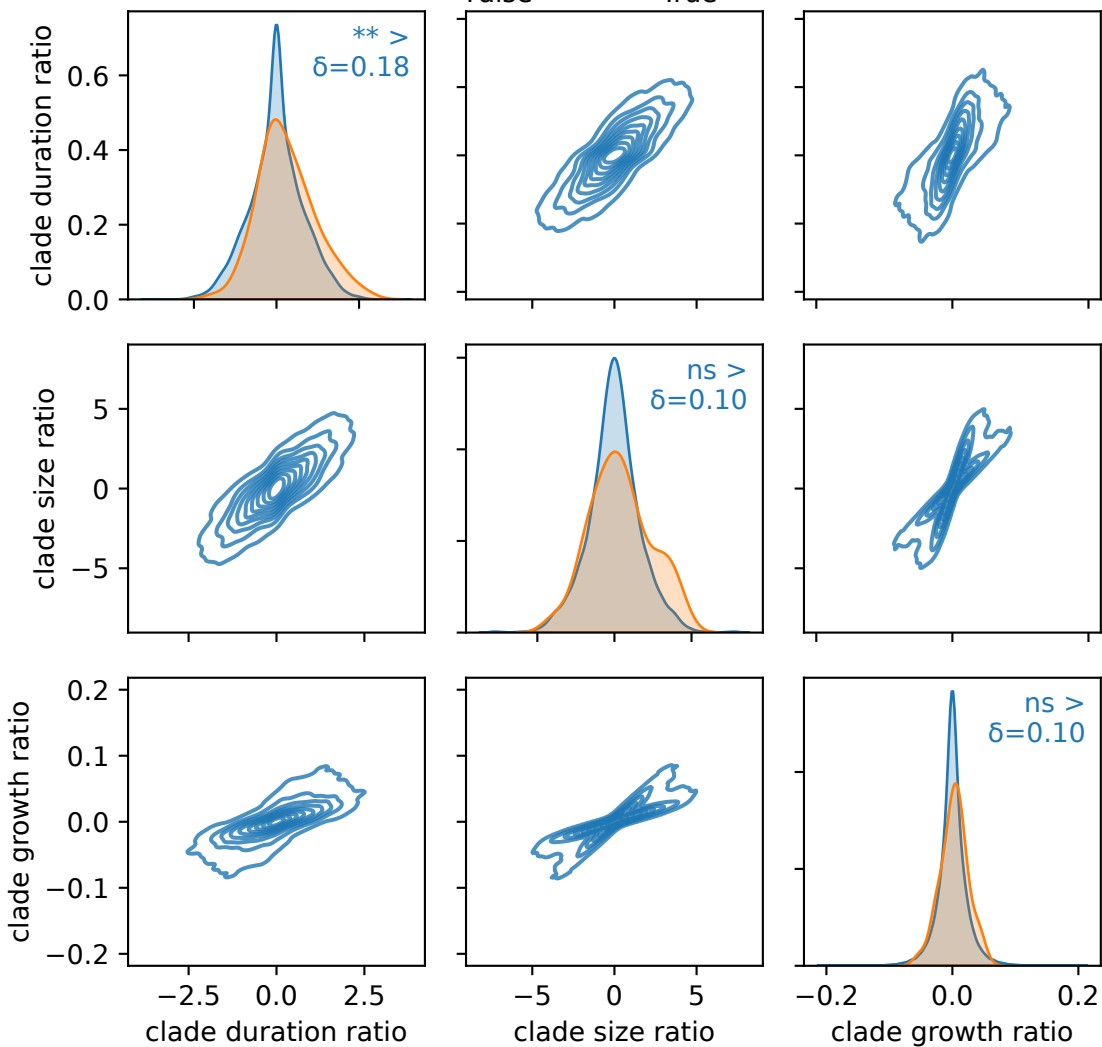 clade duration ratio
0.6
0.4
0.2
0.0
** >
δ=0.18
clade size ratio
5
0
−5
ns >
δ=0.10
clade growth ratio
0.2
0.1
0.0
−0.1
−0.2
ns >
δ=0.10
−2.5 0.0 2.5
−5 0 5
−0.2 0.0 0.2
clade duration ratio
clade size ratio
clade growth ratio